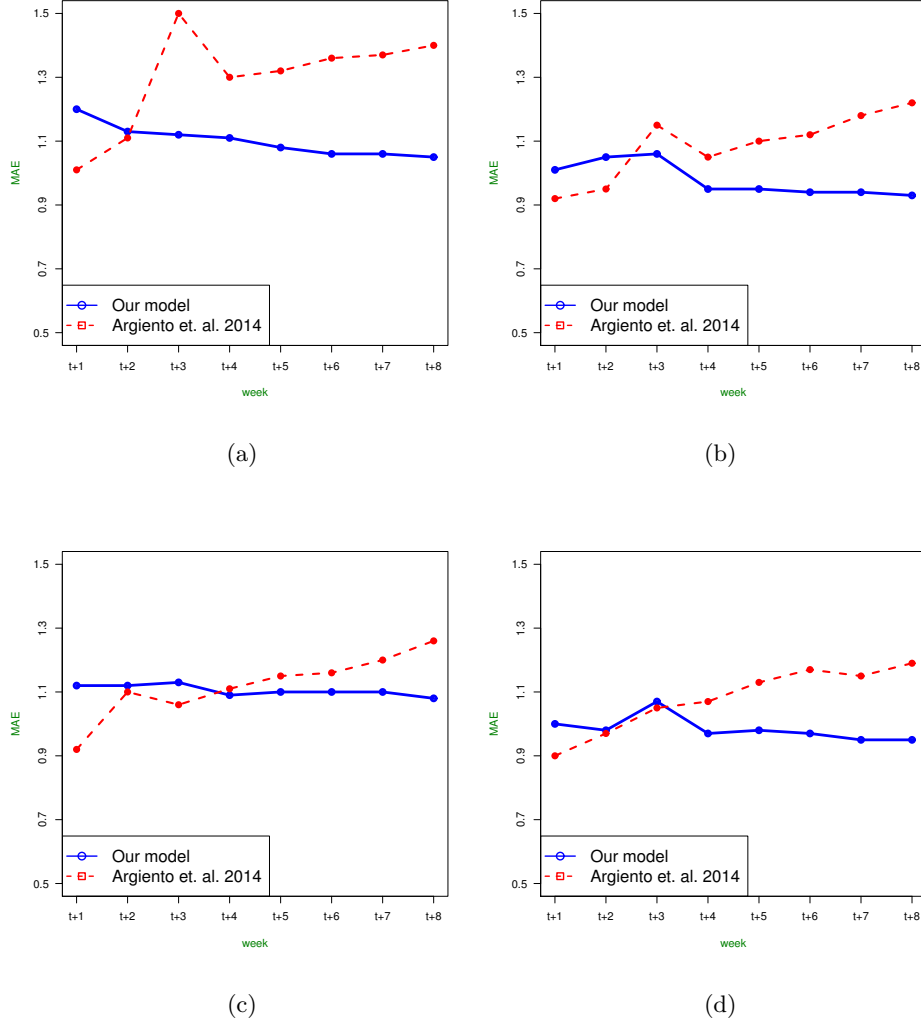 1.5
1.3
1.1
0.9
0.7
0.5
MAE
Our model
Argiento et. al. 2014
t+1 t+2 t+3 t+4 t+5 t+6 t+7 t+8
week
(a)
1.5
1.3
1.1
0.9
0.7
0.5
MAE
Our model
Argiento et. al. 2014
t+1 t+2 t+3 t+4 t+5 t+6 t+7 t+8
week
(b)
1.5
1.3
1.1
0.9
0.7
0.5
MAE
Our model
Argiento et. al. 2014
t+1 t+2 t+3 t+4 t+5 t+6 t+7 t+8
week
(c)
1.5
1.3
1.1
0.9
0.7
0.5
MAE
Our model
Argiento et. al. 2014
t+1 t+2 t+3 t+4 t+5 t+6 t+7 t+8
week
(d)